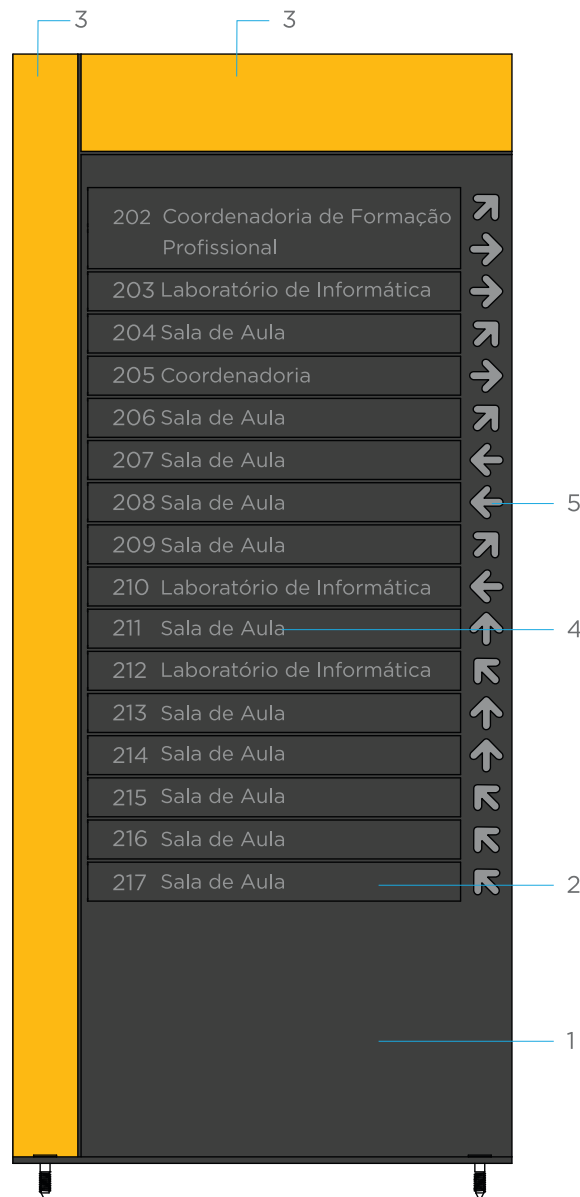 3 3
202 Coordenadoria de Formação
Profissional
203 Laboratório de Informática
204 Sala de Aula
205 Coordenadoria
206 Sala de Aula
207 Sala de Aula
208 Sala de Aula
5
209 Sala de Aula
210 Laboratório de Informática
211 Sala de Aula
4
212 Laboratório de Informática
213 Sala de Aula
214 Sala de Aula
215 Sala de Aula
216 Sala de Aula
217 Sala de Aula
2
1